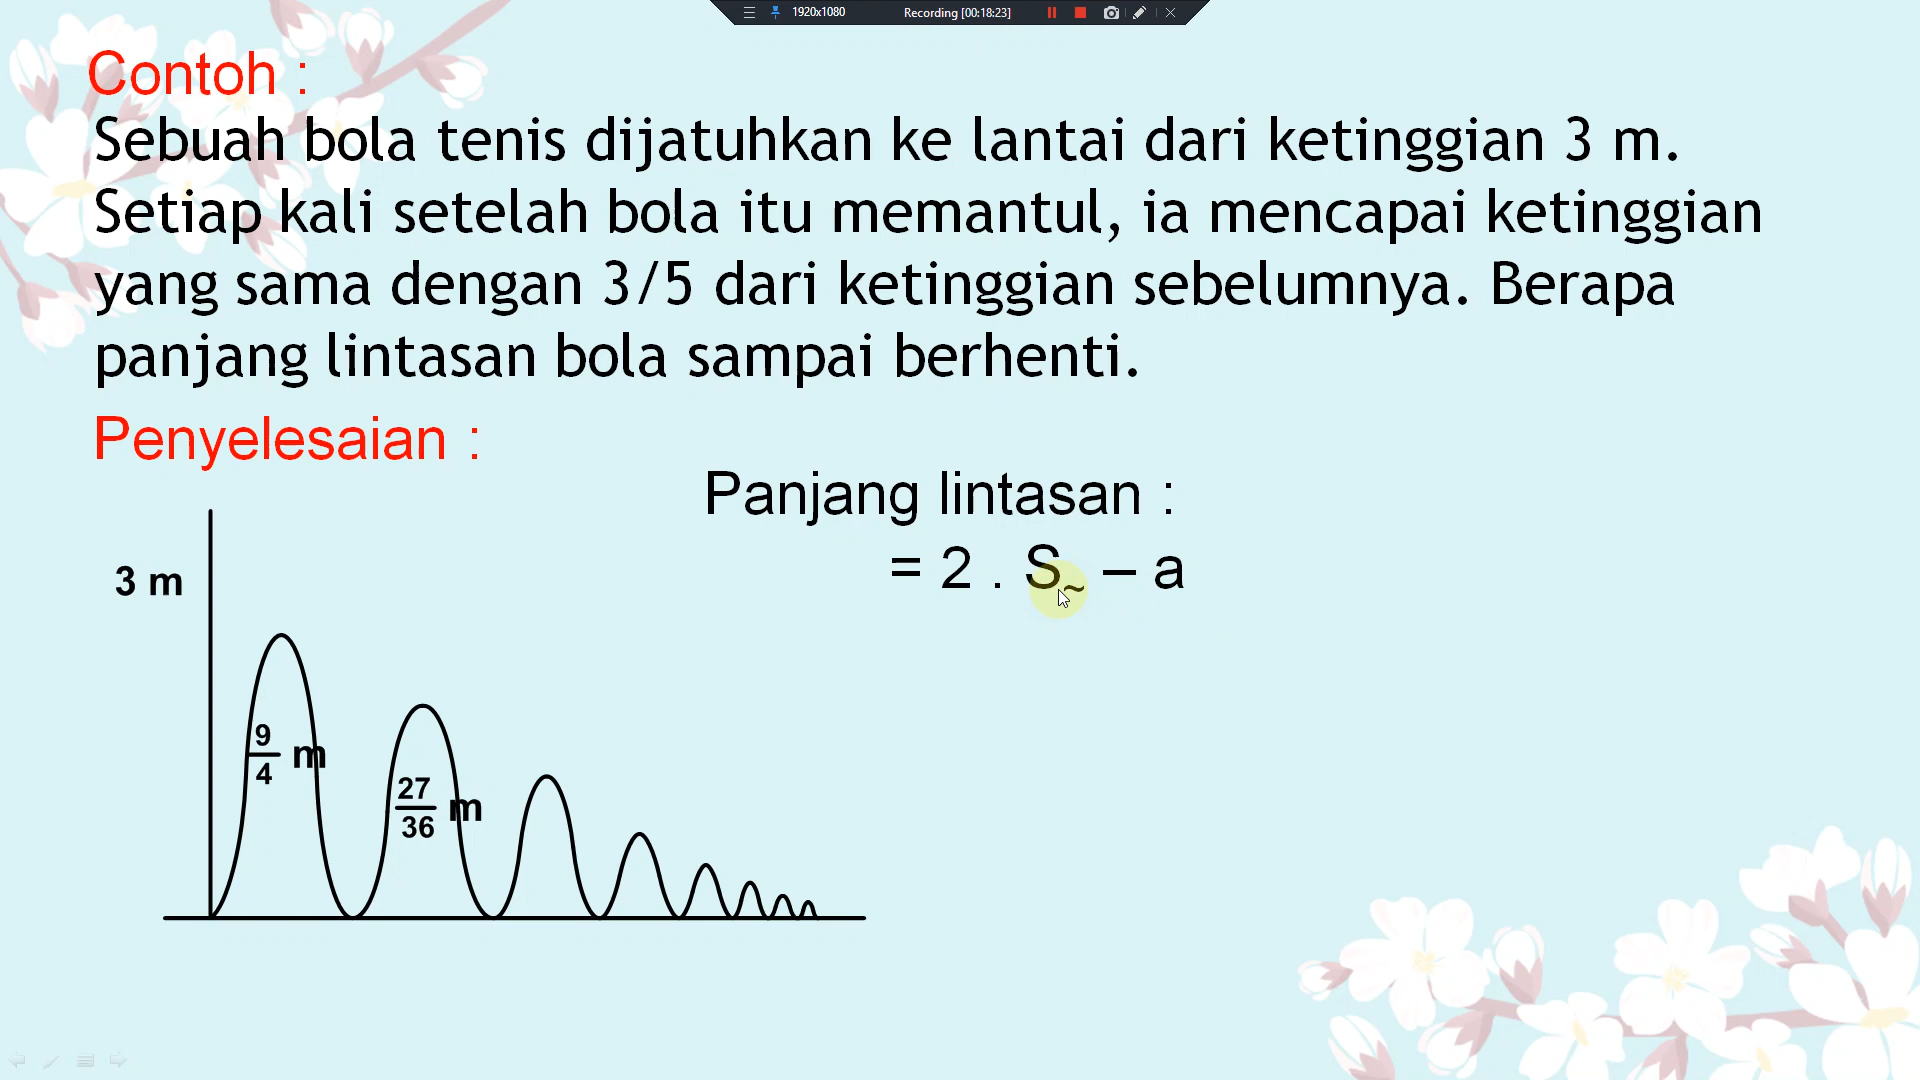 1920x1080 Recording [00:18:23]
Contoh :
Sebuah bola tenis dijatuhkan ke lantai dari ketinggian 3 m.
Setiap kali setelah bola itu memantul, ia mencapai ketinggian
yang sama dengan 3/5 dari ketinggian sebelumnya. Berapa
panjang lintasan bola sampai berhenti.
Penyelesaian :
Panjang lintasan :
= 2 . S~ – a
3 m
9/4 m
27/36 m